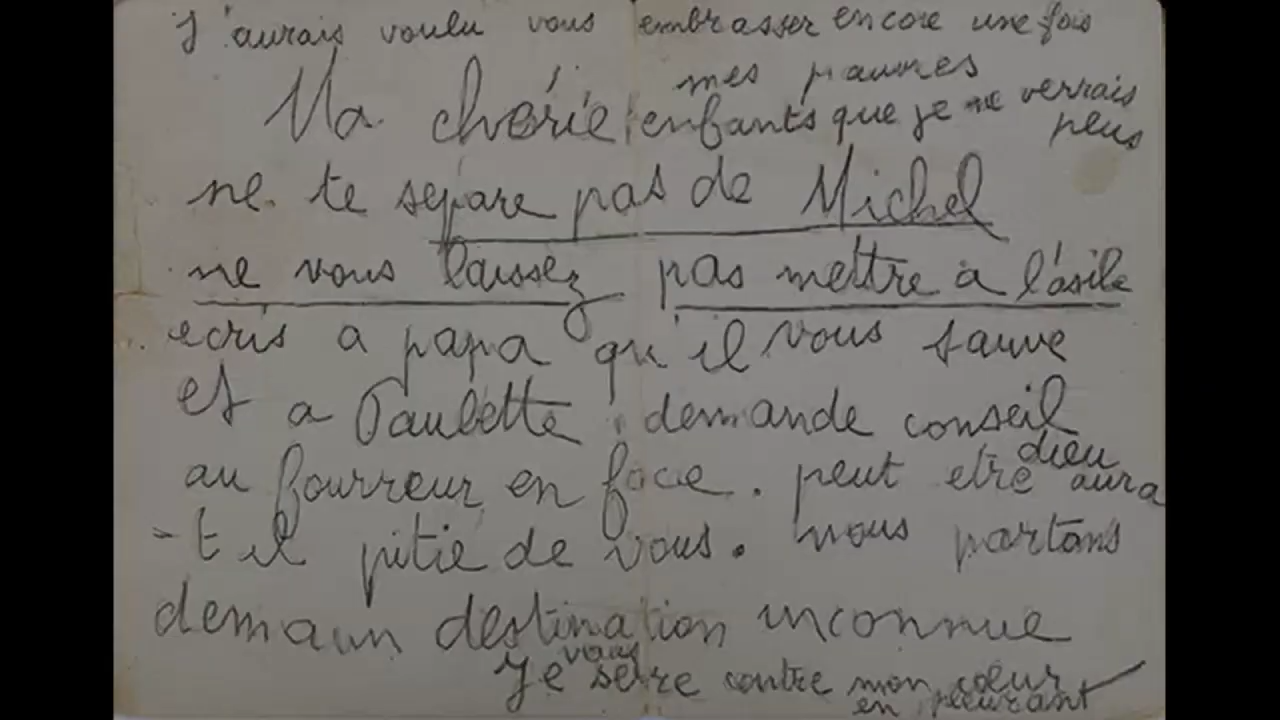 J'aurais voulu vous embrasser encore une fois
mes pauvres
Ma chérie enfants que je ne verrais
plus
ne te separe pas de Michel
ne vous laissez pas mettre à l'asile
ecris a papa qu'il vous sauve
et a Paulette. demande conseil
au fourreur en face. peut etre dieu aura
-t il pitie de vous. nous partons
demain destination inconnue
Je vous serre contre mon cœur
en pleurant